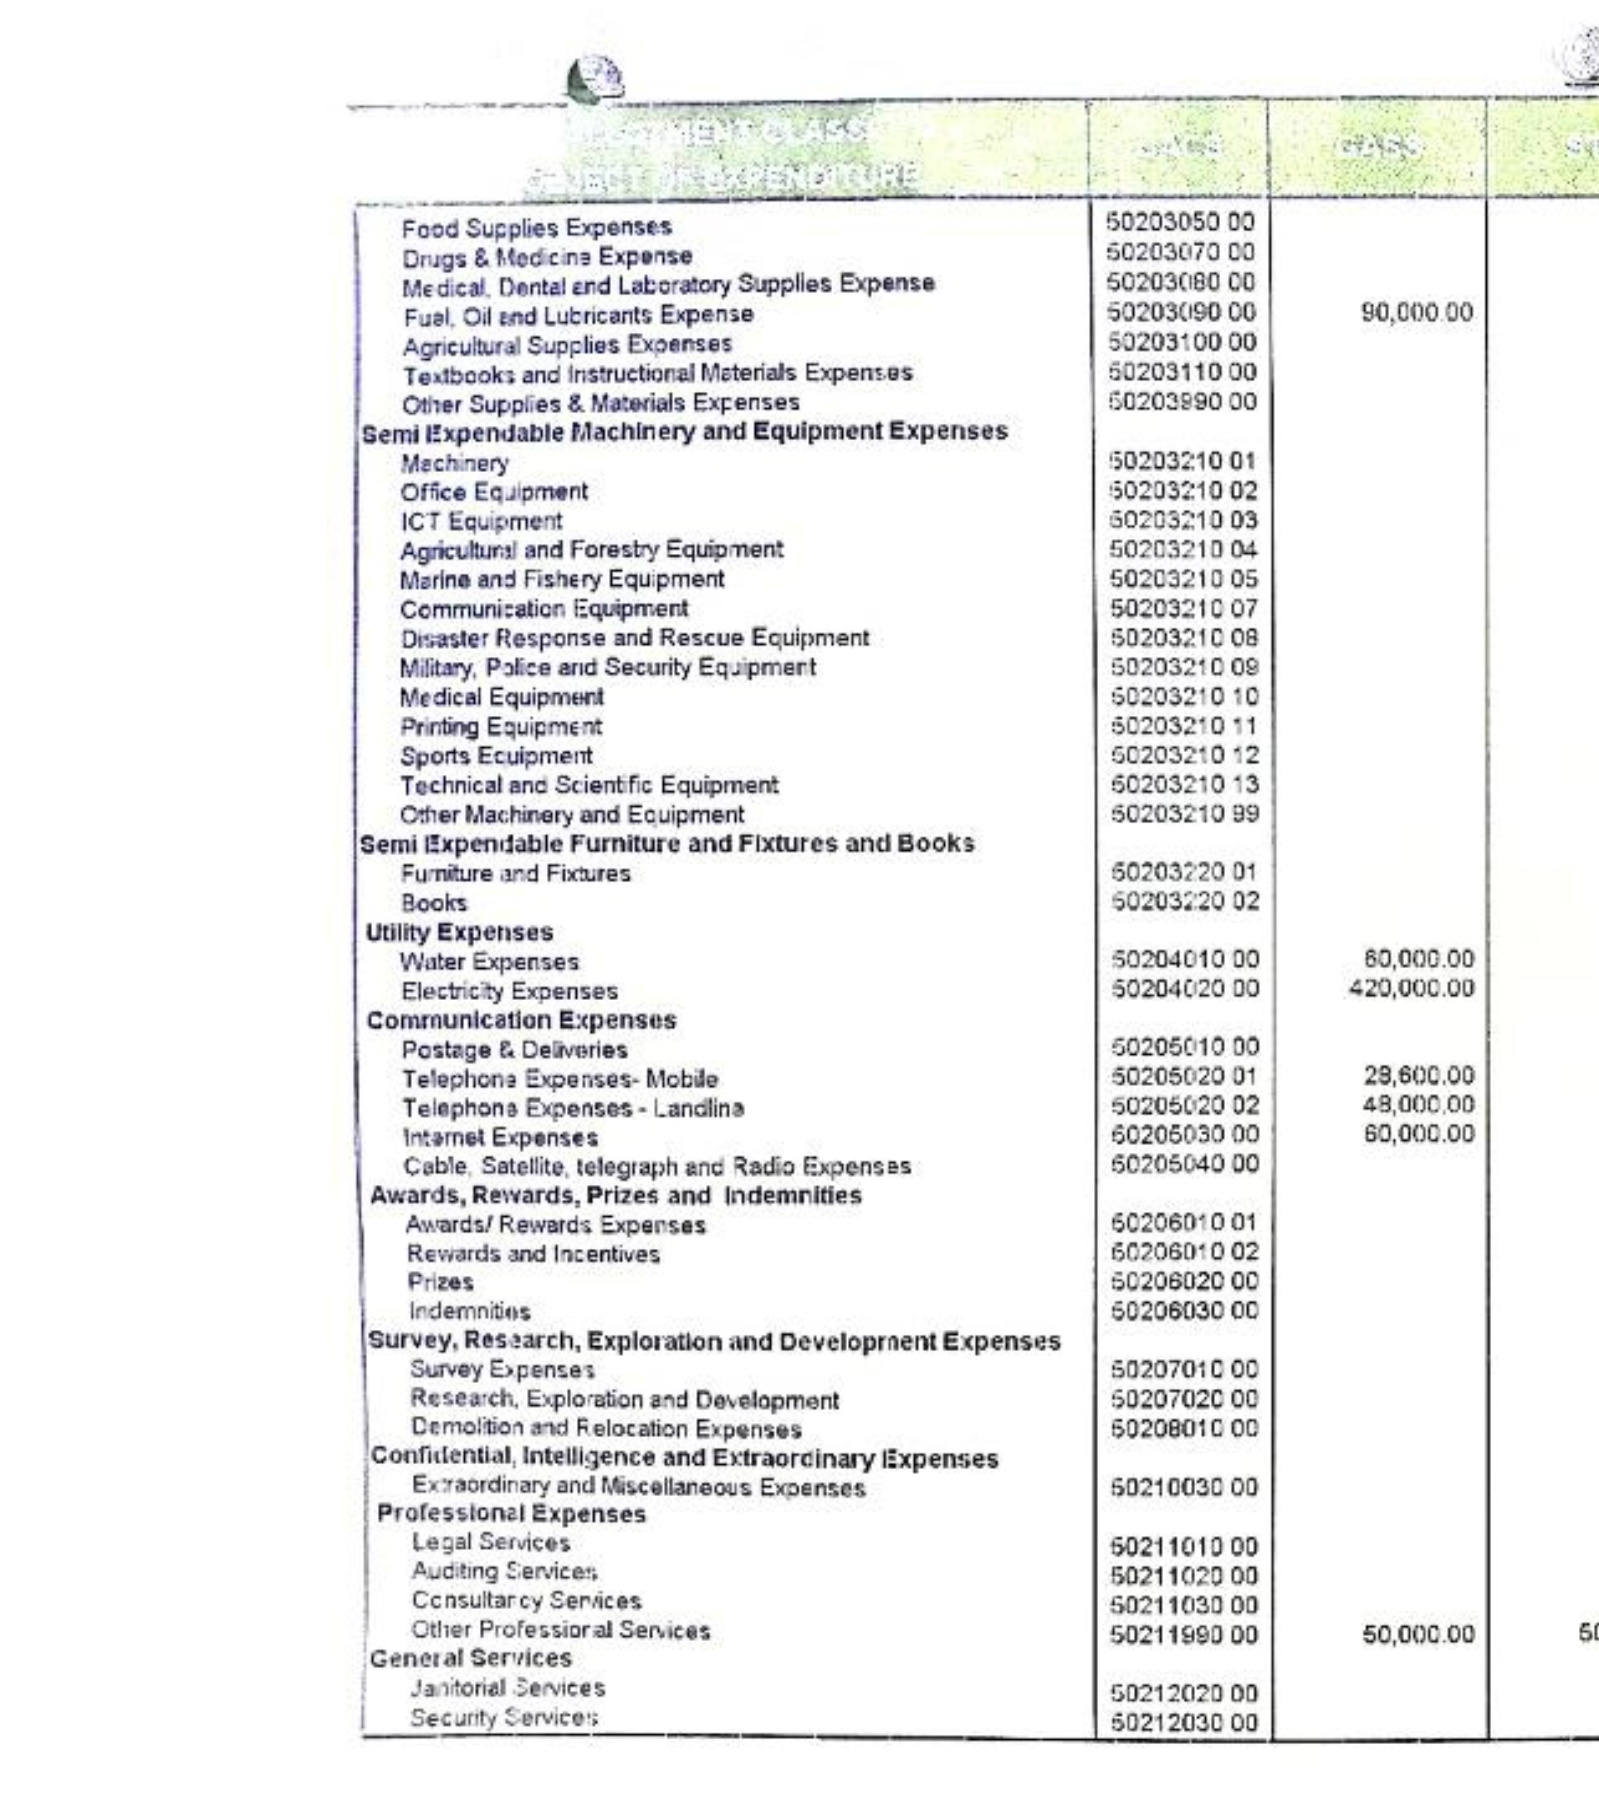 OBJECT OF EXPENDITURE
Food Supplies Expenses 50203050 00
Drugs & Medicine Expense 50203070 00
Medical, Dental and Laboratory Supplies Expense 50203080 00
Fuel, Oil and Lubricants Expense 50203090 00 90,000.00
Agricultural Supplies Expenses 50203100 00
Textbooks and Instructional Materials Expenses 50203110 00
Other Supplies & Materials Expenses 50203990 00
Semi Expendable Machinery and Equipment Expenses
Machinery 50203210 01
Office Equipment 50203210 02
ICT Equipment 50203210 03
Agricultural and Forestry Equipment 50203210 04
Marine and Fishery Equipment 50203210 05
Communication Equipment 50203210 07
Disaster Response and Rescue Equipment 50203210 08
Military, Police and Security Equipment 50203210 09
Medical Equipment 50203210 10
Printing Equipment 50203210 11
Sports Equipment 50203210 12
Technical and Scientific Equipment 50203210 13
Other Machinery and Equipment 50203210 99
Semi Expendable Furniture and Fixtures and Books
Furniture and Fixtures 50203220 01
Books 50203220 02
Utility Expenses
Water Expenses 50204010 00 60,000.00
Electricity Expenses 50204020 00 420,000.00
Communication Expenses
Postage & Deliveries 50205010 00
Telephone Expenses- Mobile 50205020 01
Telephone Expenses - Landline 50205020 02 48,000.00
Internet Expenses 50205030 00 60,000.00
Cable, Satellite, telegraph and Radio Expenses 50205040 00
Awards, Rewards, Prizes and Indemnities
Awards/ Rewards Expenses 50206010 01
Rewards and Incentives 50206010 02
Prizes 50206020 00
Indemnities 50206030 00
Survey, Research, Exploration and Development Expenses
Survey Expenses 50207010 00
Research, Exploration and Development 50207020 00
Demolition and Relocation Expenses 50208010 00
Confidential, Intelligence and Extraordinary Expenses
Extraordinary and Miscellaneous Expenses 50210030 00
Professional Expenses
Legal Services 50211010 00
Auditing Services 50211020 00
Consultancy Services 50211030 00
Other Professional Services 50211990 00 50,000.00
General Services
Janitorial Services 50212020 00
Security Services 50212030 00